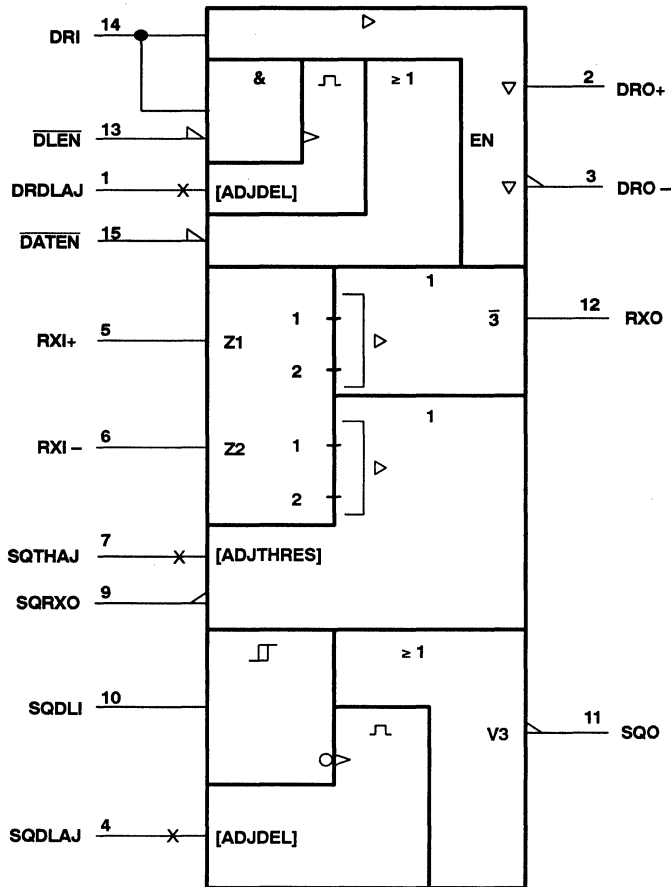 DRI 14
& ≥ 1
2 DRO+
DLEN 13
EN
DRDLAJ 1 [ADJDEL]
3 DRO −
DATEN 15
1
12 RXO
1 3
RXI+ 5 Z1
2
1
RXI − 6 Z2 1
2
SQTHAJ 7 [ADJTHRES]
SQRXO 9
≥ 1
SQDLI 10
V3 11 SQO
SQDLAJ 4 [ADJDEL]